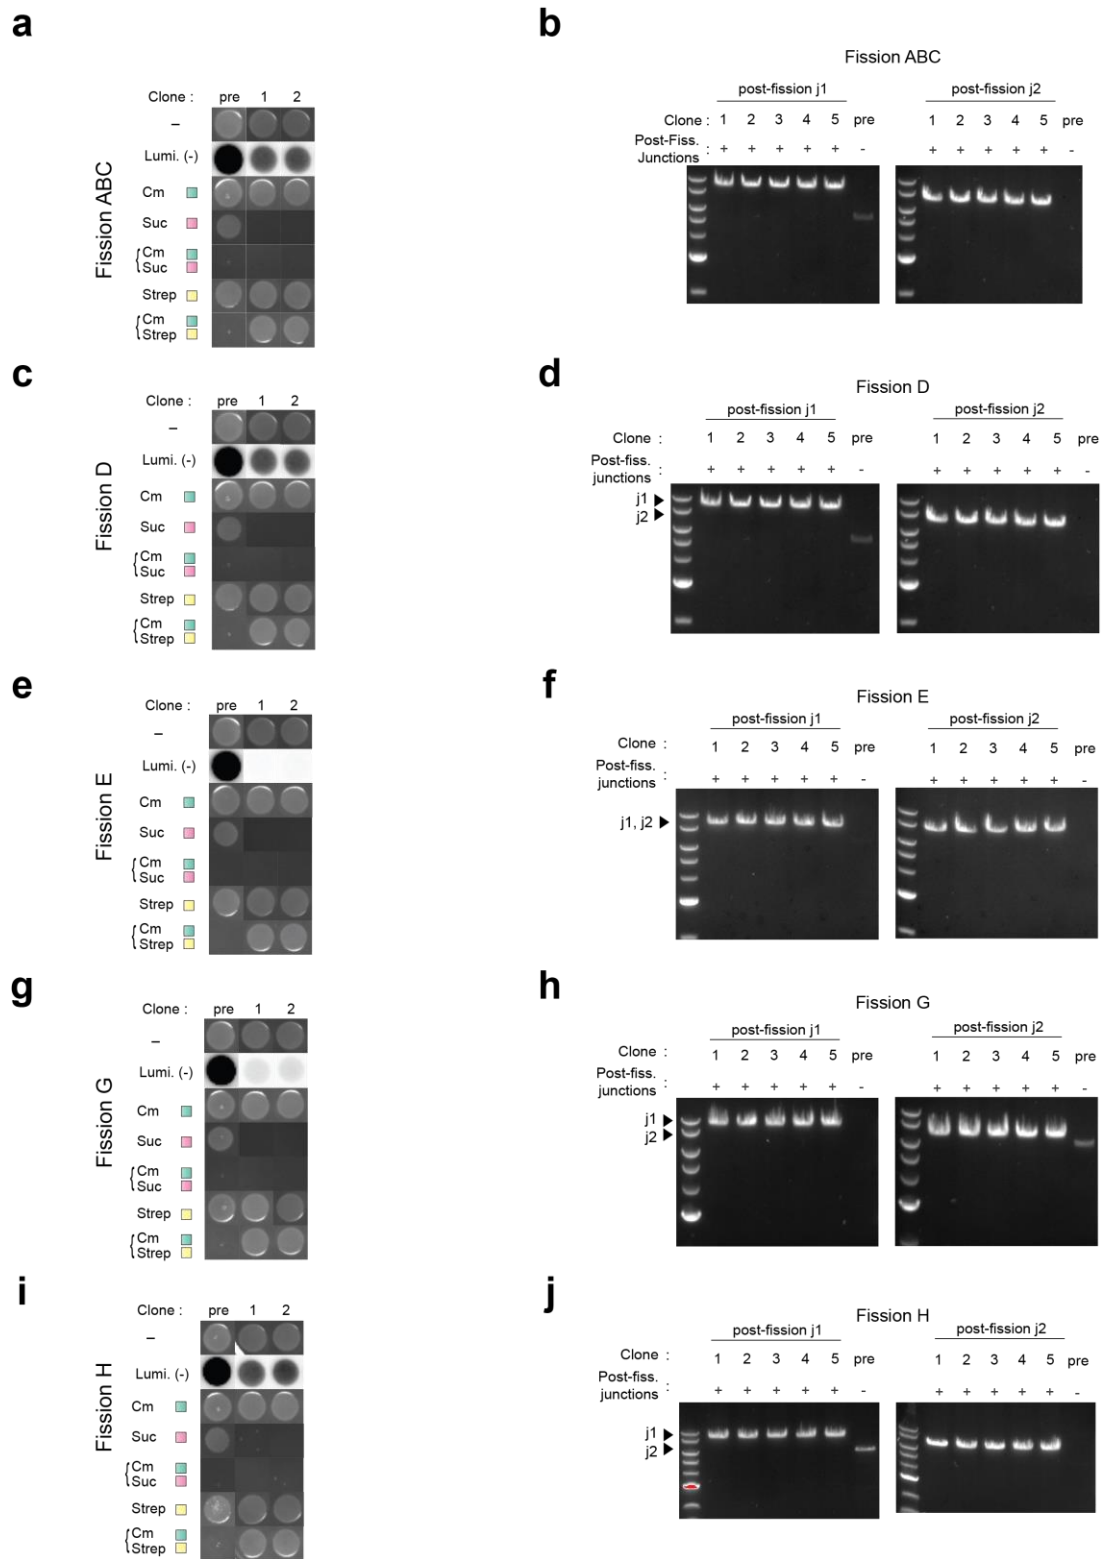 a
Fission ABC
Clone : pre 1 2
–
Lumi. (-)
Cm
Suc
{ Cm
Suc
Strep
{ Cm
Strep
b
Fission ABC
post-fission j1 post-fission j2
Clone : 1 2 3 4 5 pre 1 2 3 4 5 pre
Post-Fiss.
Junctions : + + + + + - + + + + + -
c
Fission D
Clone : pre 1 2
–
Lumi. (-)
Cm
Suc
{ Cm
Suc
Strep
{ Cm
Strep
d
Fission D
post-fission j1 post-fission j2
Clone : 1 2 3 4 5 pre 1 2 3 4 5 pre
Post-fiss.
junctions : + + + + + - + + + + + -
j1
j2
e
Fission E
Clone : pre 1 2
–
Lumi. (-)
Cm
Suc
{ Cm
Suc
Strep
{ Cm
Strep
f
Fission E
post-fission j1 post-fission j2
Clone : 1 2 3 4 5 pre 1 2 3 4 5 pre
Post-fiss.
junctions : + + + + + - + + + + + -
j1, j2
g
Fission G
Clone : pre 1 2
–
Lumi. (-)
Cm
Suc
{ Cm
Suc
Strep
{ Cm
Strep
h
Fission G
post-fission j1 post-fission j2
Clone : 1 2 3 4 5 pre 1 2 3 4 5 pre
Post-fiss.
junctions : + + + + + - + + + + + -
j1
j2
i
Fission H
Clone : pre 1 2
–
Lumi. (-)
Cm
Suc
{ Cm
Suc
Strep
{ Cm
Strep
j
Fission H
post-fission j1 post-fission j2
Clone : 1 2 3 4 5 pre 1 2 3 4 5 pre
Post-fiss.
junctions : + + + + + - + + + + + -
j1
j2